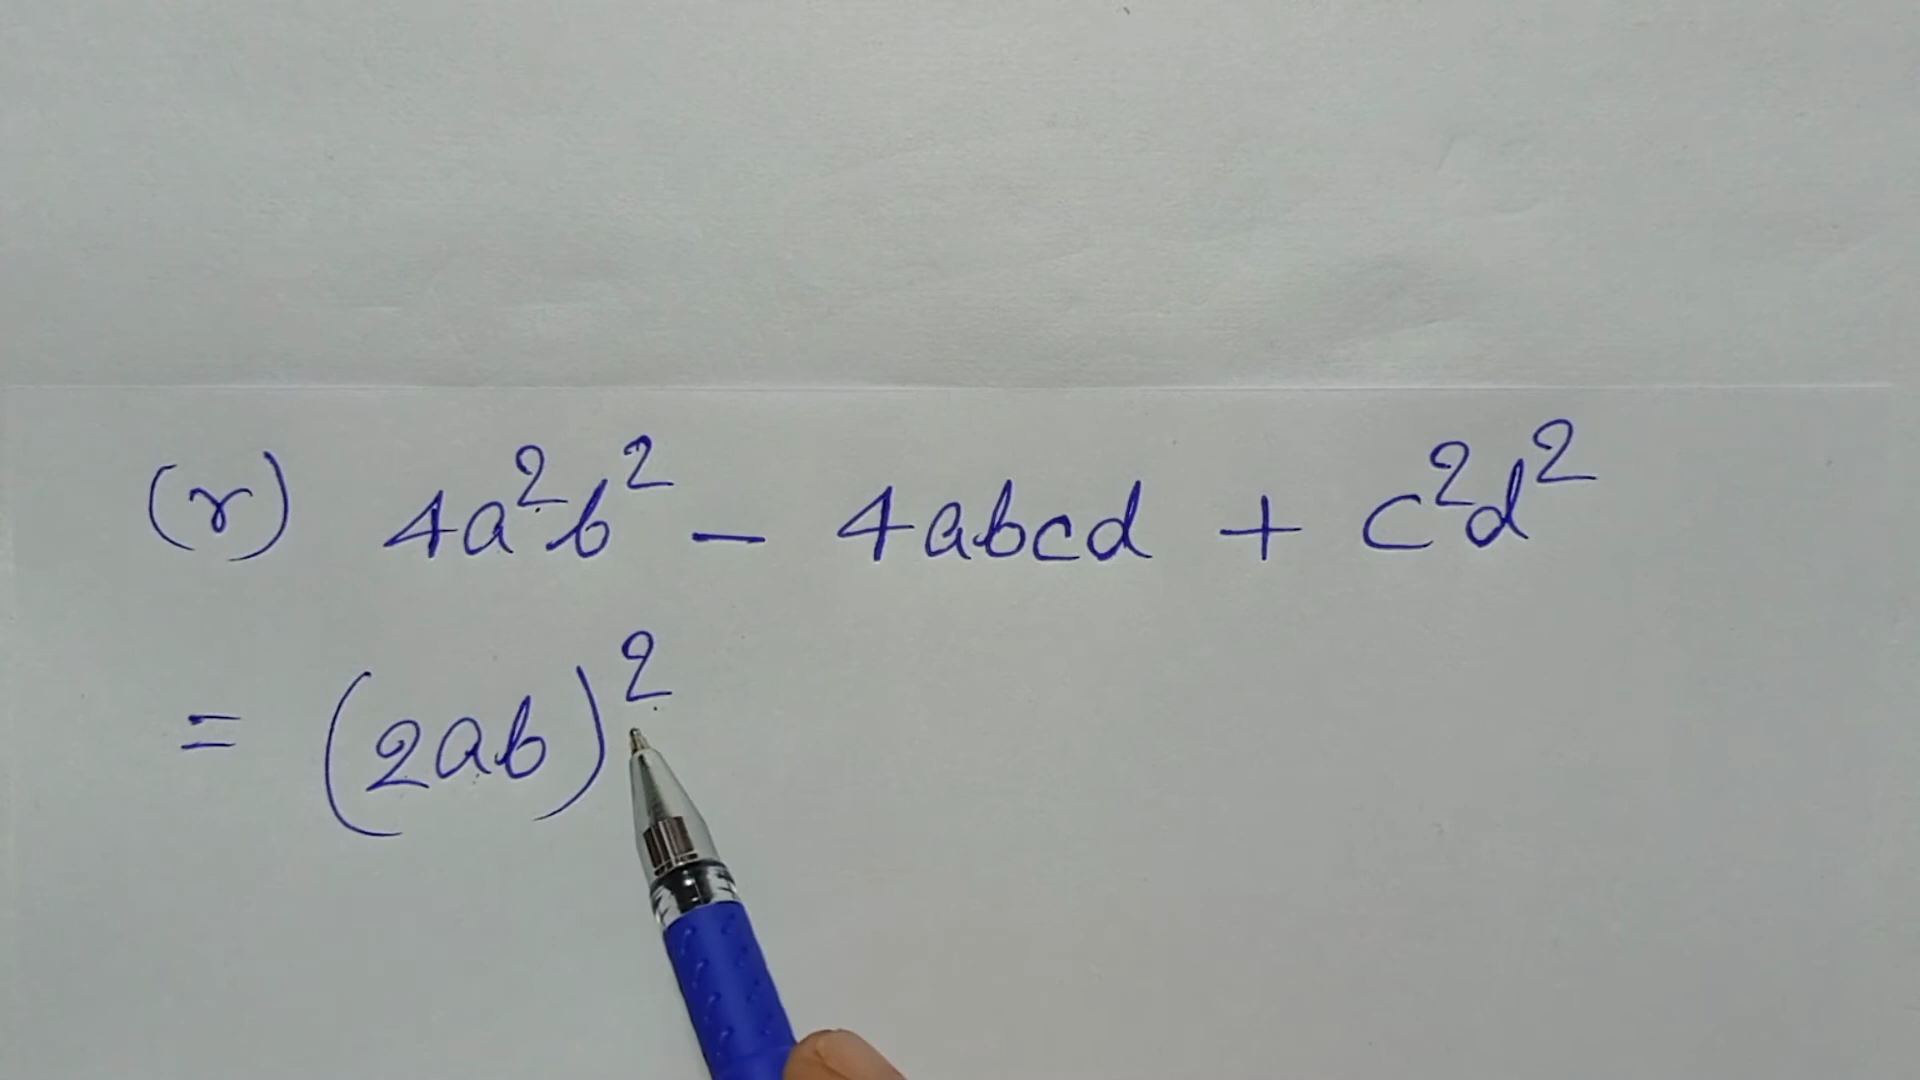 (r) 4a²b² - 4abcd + c²d²
= (2ab)²